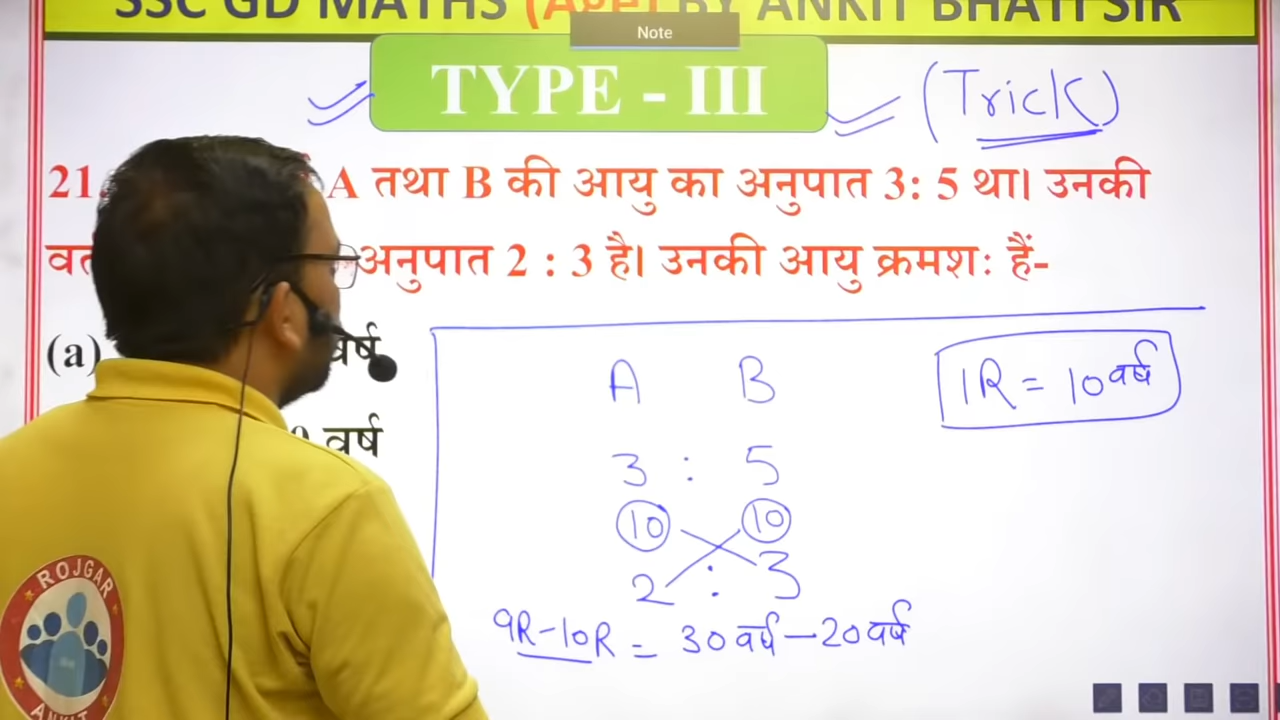 SSC GD MATHS (Age) BY ANKIT BHATI SIR
Note
TYPE - III
(Trick)
21. A तथा B की आयु का अनुपात 3: 5 था। उनकी
अनुपात 2 : 3 है। उनकी आयु क्रमशः हैं-
(a) वर्ष
वर्ष
A B
1R = 10 वर्ष
3 : 5
10 10
2 : 3
9R - 10R = 30 वर्ष - 20 वर्ष
ROJGAR
ANKIT